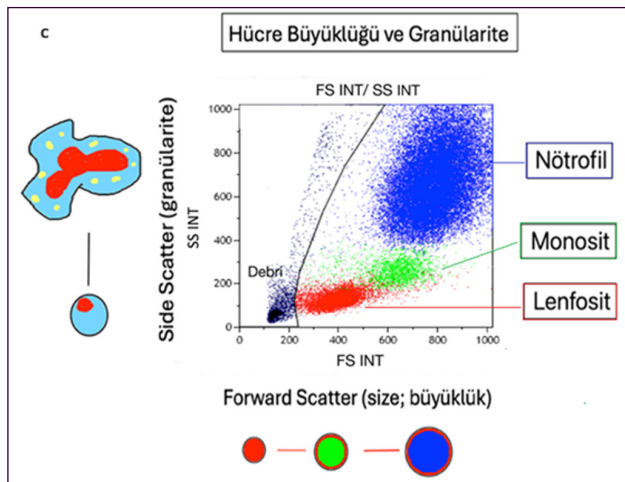 c
Hücre Büyüklüğü ve Granülarite
FS INT/ SS INT
1000
800
600
400
200
0
Side Scatter (granülarite)
SS INT
Debri
Nötrofil
Monosit
Lenfosit
0 200 400 600 800 1000
FS INT
Forward Scatter (size; büyüklük)